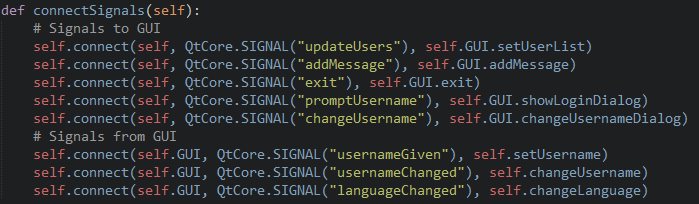 def connectSignals(self):
    # Signals to GUI
    self.connect(self, QtCore.SIGNAL("updateUsers"), self.GUI.setUserList)
    self.connect(self, QtCore.SIGNAL("addMessage"), self.GUI.addMessage)
    self.connect(self, QtCore.SIGNAL("exit"), self.GUI.exit)
    self.connect(self, QtCore.SIGNAL("promptUsername"), self.GUI.showLoginDialog)
    self.connect(self, QtCore.SIGNAL("changeUsername"), self.GUI.changeUsernameDialog)
    # Signals from GUI
    self.connect(self.GUI, QtCore.SIGNAL("usernameGiven"), self.setUsername)
    self.connect(self.GUI, QtCore.SIGNAL("usernameChanged"), self.changeUsername)
    self.connect(self.GUI, QtCore.SIGNAL("languageChanged"), self.changeLanguage)